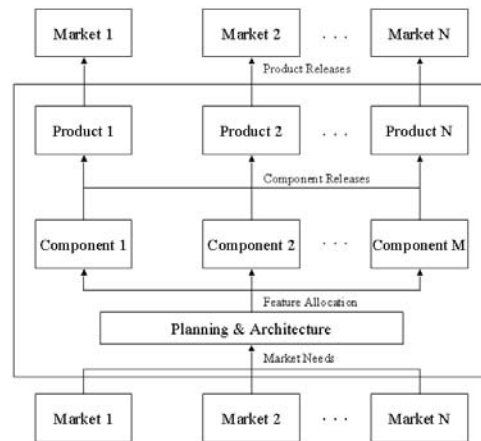 Market 1 Market 2 . . . Market N
Product Releases
Product 1 Product 2 . . . Product N
Component Releases
Component 1 Component 2 . . . Component M
Feature Allocation
Planning & Architecture
Market Needs
Market 1 Market 2 . . . Market N